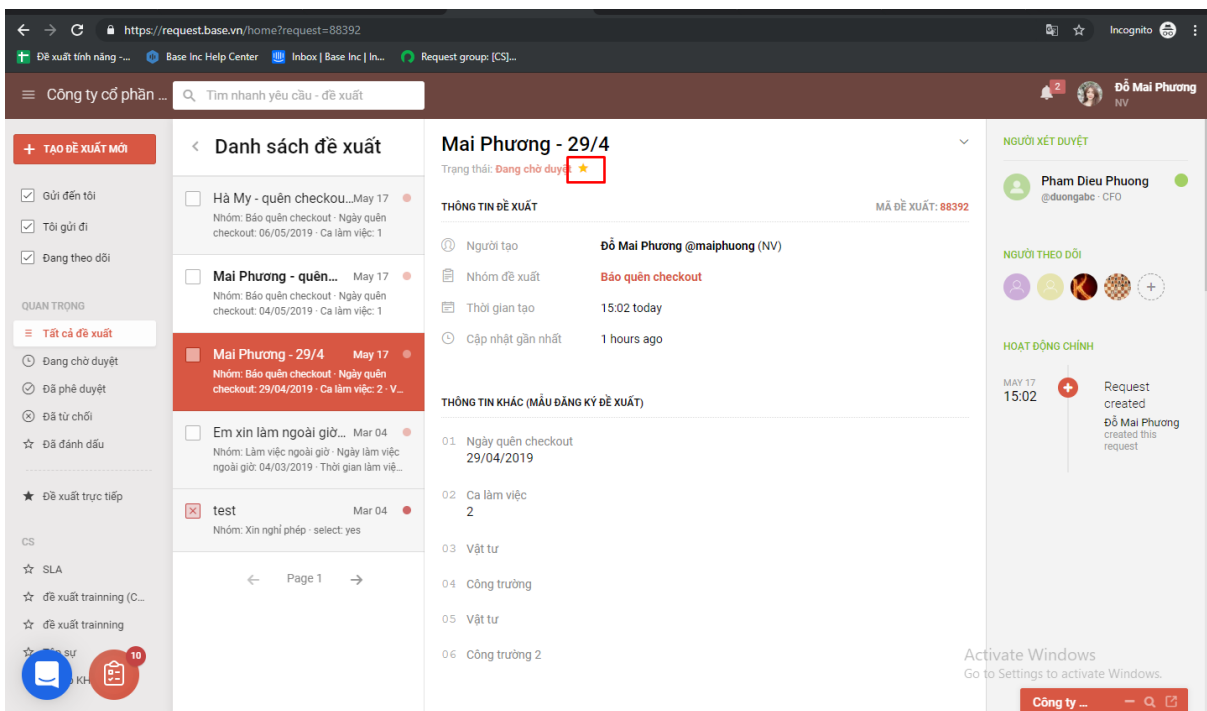 https://request.base.vn/home?request=88392
Incognito
Đề xuất tính năng -...
Base Inc Help Center
Inbox | Base Inc | In...
Request group: [CS]...
Công ty cổ phần ...
Tìm nhanh yêu cầu - đề xuất
2
Đỗ Mai Phương
NV
+ TẠO ĐỀ XUẤT MỚI
Gửi đến tôi
Tôi gửi đi
Đang theo dõi
QUAN TRỌNG
Tất cả đề xuất
Đang chờ duyệt
Đã phê duyệt
Đã từ chối
Đã đánh dấu
Đề xuất trực tiếp
CS
SLA
đề xuất trainning (C...
đề xuất trainning
sự
10
KH
Danh sách đề xuất
Hà My - quên checkou...May 17
Nhóm: Báo quên checkout · Ngày quên
checkout: 06/05/2019 · Ca làm việc: 1
Mai Phương - quên... May 17
Nhóm: Báo quên checkout · Ngày quên
checkout: 04/05/2019 · Ca làm việc: 1
Mai Phương - 29/4 May 17
Nhóm: Báo quên checkout · Ngày quên
checkout: 29/04/2019 · Ca làm việc: 2 · V...
Em xin làm ngoài giờ... Mar 04
Nhóm: Làm việc ngoài giờ · Ngày làm việc
ngoài giờ: 04/03/2019 · Thời gian làm việ...
test Mar 04
Nhóm: Xin nghỉ phép · select: yes
Page 1
Mai Phương - 29/4
Trạng thái: Đang chờ duyệt
THÔNG TIN ĐỀ XUẤT MÃ ĐỀ XUẤT: 88392
Người tạo Đỗ Mai Phương @maiphuong (NV)
Nhóm đề xuất Báo quên checkout
Thời gian tạo 15:02 today
Cập nhật gần nhất 1 hours ago
THÔNG TIN KHÁC (MẪU ĐĂNG KÝ ĐỀ XUẤT)
01 Ngày quên checkout
29/04/2019
02 Ca làm việc
2
03 Vật tư
04 Công trường
05 Vật tư
06 Công trường 2
NGƯỜI XÉT DUYỆT
Pham Dieu Phuong
@duongabc · CFO
NGƯỜI THEO DÕI
HOẠT ĐỘNG CHÍNH
MAY 17
15:02
Request
created
Đỗ Mai Phương
created this
request
Activate Windows
Go to Settings to activate Windows.
Công ty ...